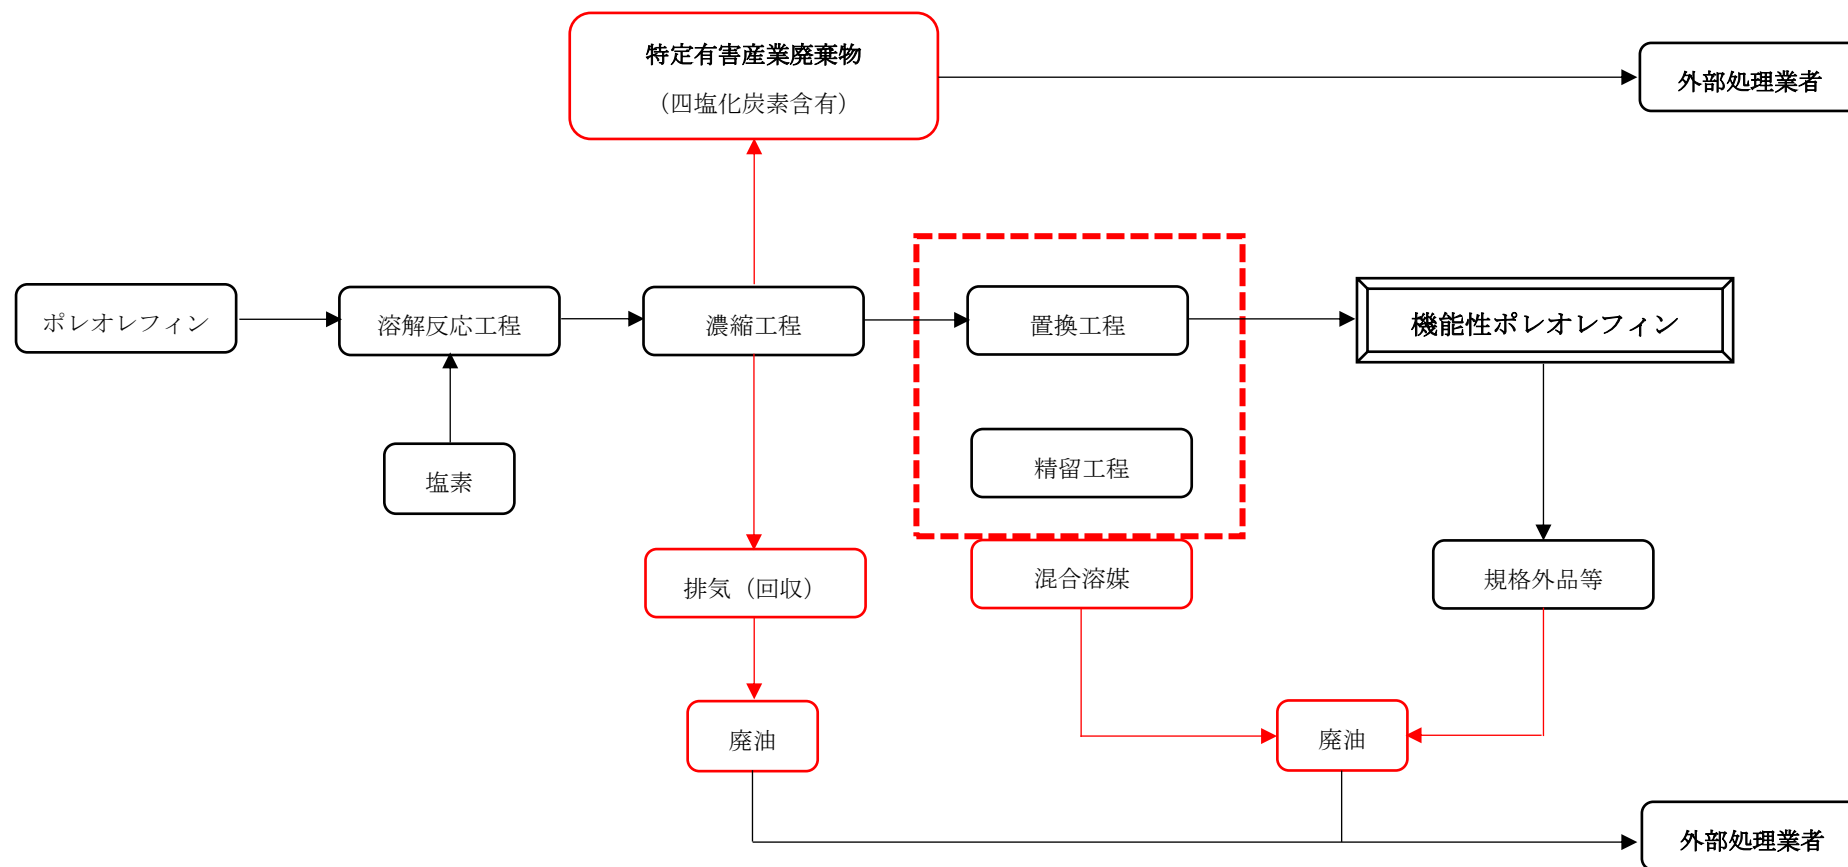 特定有害産業廃棄物
（四塩化炭素含有）
外部処理業者
ポレオレフィン
溶解反応工程
濃縮工程
置換工程
機能性ポレオレフィン
塩素
精留工程
排気（回収）
混合溶媒
規格外品等
廃油
廃油
外部処理業者